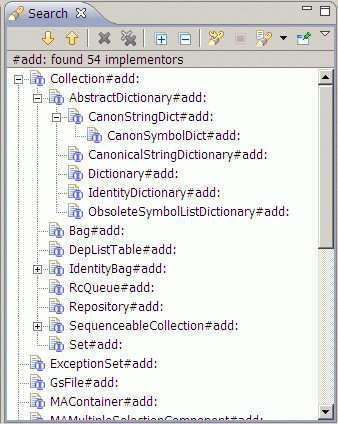 Search
#add: found 54 implementors
Collection#add:
AbstractDictionary#add:
CanonStringDict#add:
CanonSymbolDict#add:
CanonicalStringDictionary#add:
Dictionary#add:
IdentityDictionary#add:
ObsoleteSymbolListDictionary#add:
Bag#add:
DepListTable#add:
IdentityBag#add:
RcQueue#add:
Repository#add:
SequenceableCollection#add:
Set#add:
ExceptionSet#add:
GsFile#add:
MAContainer#add:
MAMultipleSelectionComponent#add: